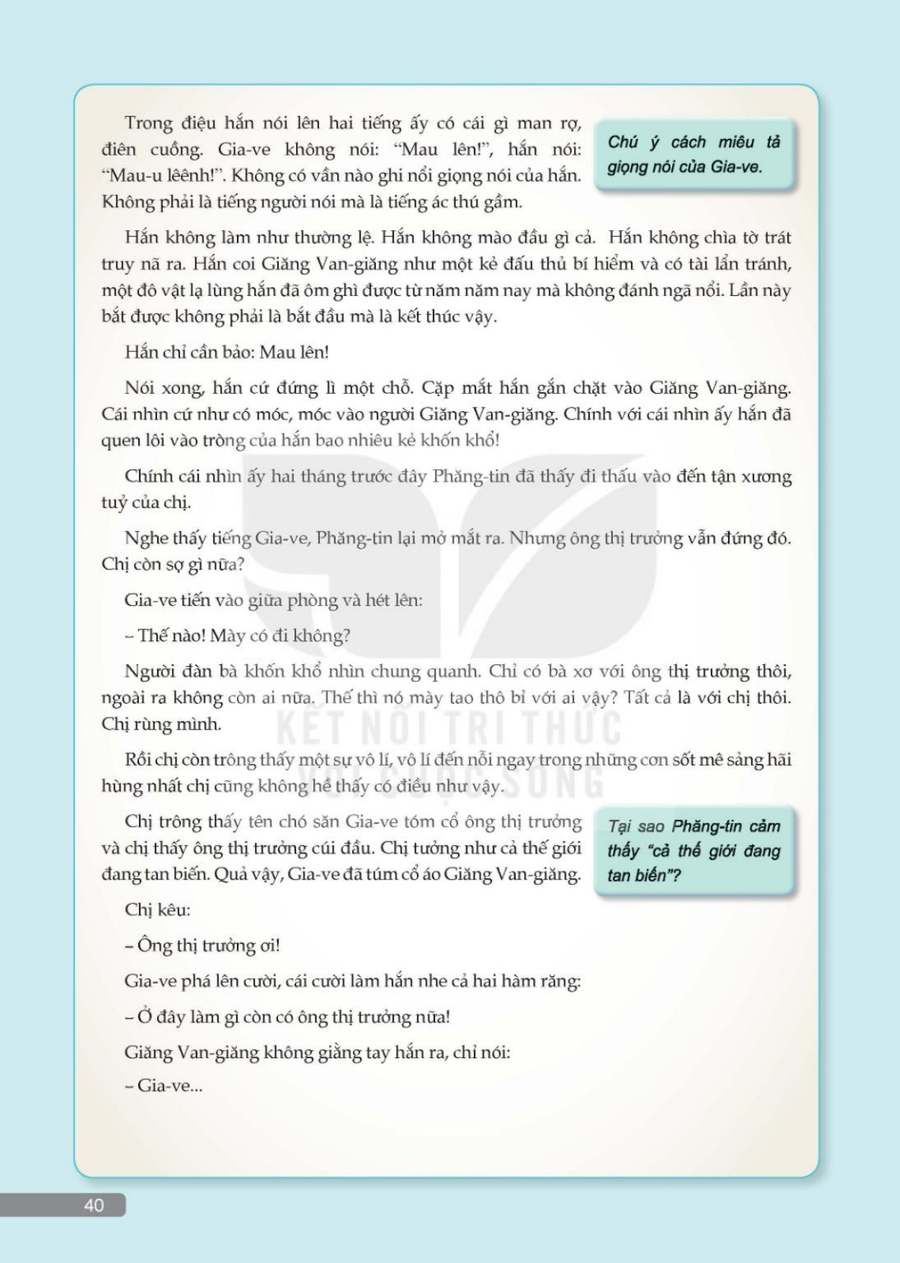 Trong điệu hắn nói lên hai tiếng ấy có cái gì man rợ,
điên cuồng. Gia-ve không nói: “Mau lên!”, hắn nói:
“Mau-u lêênh!”. Không có vần nào ghi nổi giọng nói của hắn.
Không phải là tiếng người nói mà là tiếng ác thú gầm.
Chú ý cách miêu tả
giọng nói của Gia-ve.
Hắn không làm như thường lệ. Hắn không mào đầu gì cả. Hắn không chìa tờ trát
truy nã ra. Hắn coi Giăng Van-giăng như một kẻ đấu thủ bí hiểm và có tài lẩn tránh,
một đô vật lạ lùng hắn đã ôm ghì được từ năm năm nay mà không đánh ngã nổi. Lần này
bắt được không phải là bắt đầu mà là kết thúc vậy.
Hắn chỉ cần bảo: Mau lên!
Nói xong, hắn cứ đứng lì một chỗ. Cặp mắt hắn gắn chặt vào Giăng Van-giăng.
Cái nhìn cứ như có móc, móc vào người Giăng Van-giăng. Chính với cái nhìn ấy hắn đã
quen lôi vào tròng của hắn bao nhiêu kẻ khốn khổ!
Chính cái nhìn ấy hai tháng trước đây Phăng-tin đã thấy đi thấu vào đến tận xương
tuỷ của chị.
Nghe thấy tiếng Gia-ve, Phăng-tin lại mở mắt ra. Nhưng ông thị trưởng vẫn đứng đó.
Chị còn sợ gì nữa?
Gia-ve tiến vào giữa phòng và hét lên:
– Thế nào! Mày có đi không?
Người đàn bà khốn khổ nhìn chung quanh. Chỉ có bà xơ với ông thị trưởng thôi,
ngoài ra không còn ai nữa. Thế thì nó mày tao thô bỉ với ai vậy? Tất cả là với chị thôi.
Chị rùng mình.
KẾT NỐI TRI THỨC
VỚI CUỘC SỐNG
Rồi chị còn trông thấy một sự vô lí, vô lí đến nỗi ngay trong những cơn sốt mê sảng hãi
hùng nhất chị cũng không hề thấy có điều như vậy.
Chị trông thấy tên chó săn Gia-ve tóm cổ ông thị trưởng
và chị thấy ông thị trưởng cúi đầu. Chị tưởng như cả thế giới
đang tan biến. Quả vậy, Gia-ve đã túm cổ áo Giăng Van-giăng.
Tại sao Phăng-tin cảm
thấy “cả thế giới đang
tan biến”?
Chị kêu:
– Ông thị trưởng ơi!
Gia-ve phá lên cười, cái cười làm hắn nhe cả hai hàm răng:
– Ở đây làm gì còn có ông thị trưởng nữa!
Giăng Van-giăng không giằng tay hắn ra, chỉ nói:
– Gia-ve...
40